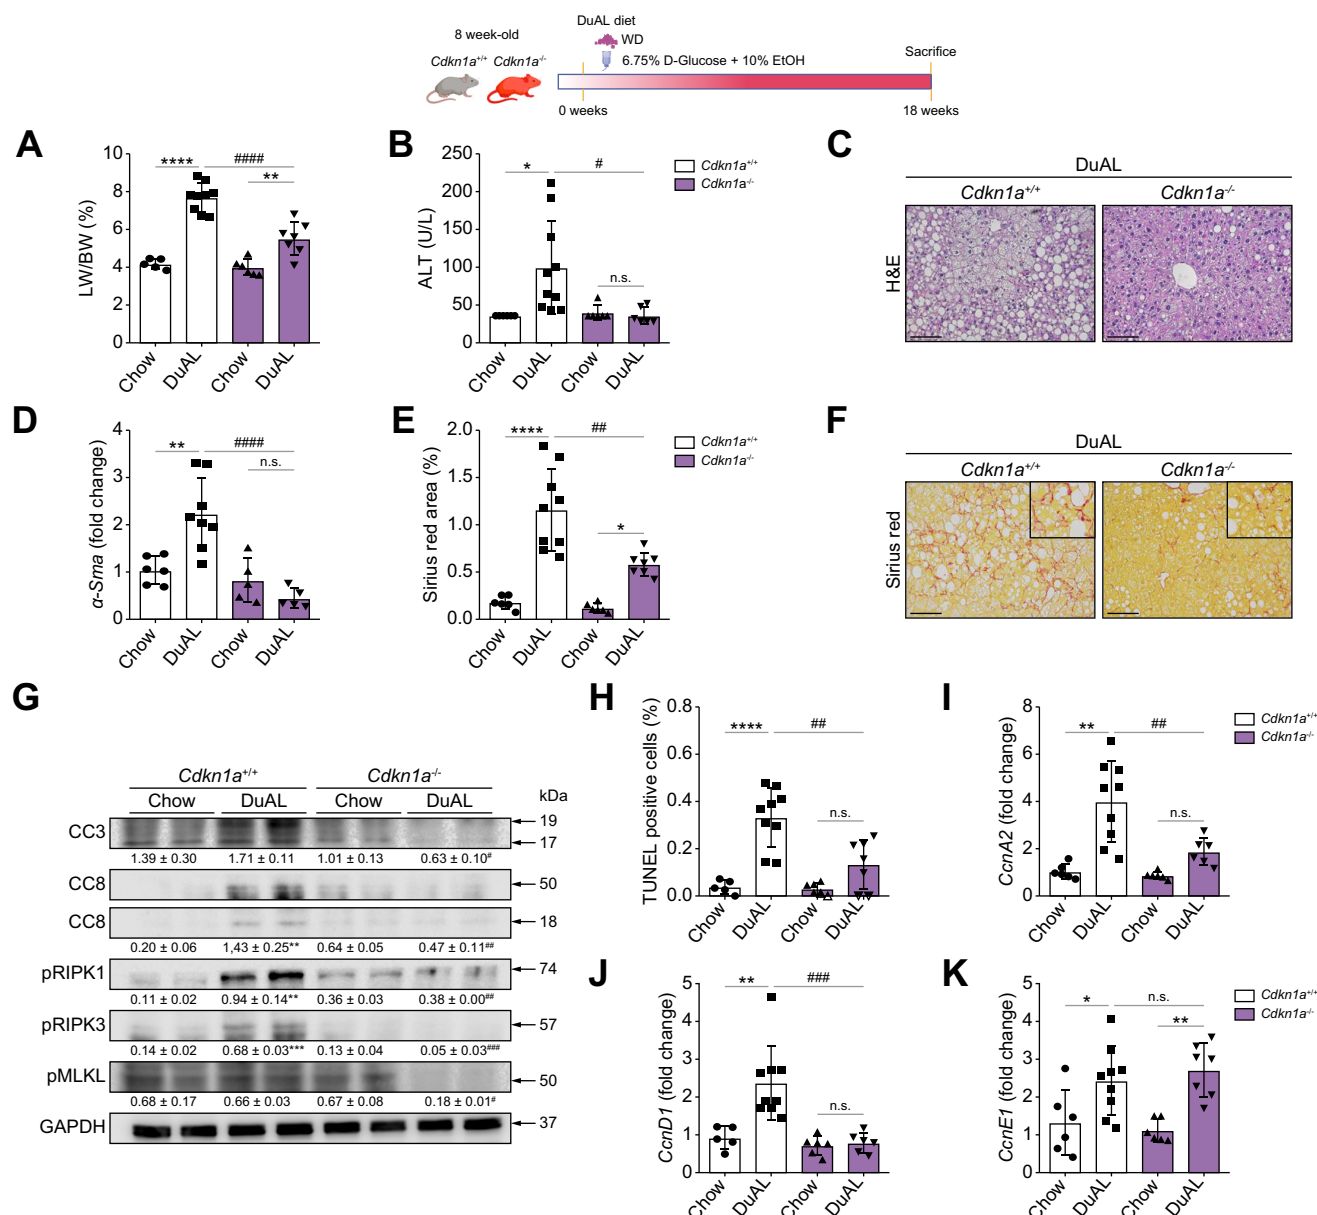 DuAL diet
8 week-old
WD
Sacrifice
Cdkn1a+/+ Cdkn1a-/-
6.75% D-Glucose + 10% EtOH
0 weeks
18 weeks
A
LW/BW (%)
10
8
6
4
2
0
****
####
**
Chow
DuAL
Chow
DuAL
B
ALT (U/L)
250
200
150
100
50
0
*
#
n.s.
Chow
DuAL
Chow
DuAL
Cdkn1a+/+
Cdkn1a-/-
C
DuAL
Cdkn1a+/+
Cdkn1a-/-
H&E
D
α-Sma (fold change)
4
3
2
1
0
**
####
n.s.
Chow
DuAL
Chow
DuAL
E
Sirius red area (%)
2.0
1.5
1.0
0.5
0
****
##
*
Chow
DuAL
Chow
DuAL
Cdkn1a+/+
Cdkn1a-/-
F
DuAL
Cdkn1a+/+
Cdkn1a-/-
Sirius red
G
Cdkn1a+/+
Cdkn1a-/-
Chow DuAL Chow DuAL kDa
CC3
19
17
1.39 ± 0.30 1.71 ± 0.11 1.01 ± 0.13 0.63 ± 0.10#
CC8
50
CC8
18
0.20 ± 0.06 1,43 ± 0.25** 0.64 ± 0.05 0.47 ± 0.11##
pRIPK1
74
0.11 ± 0.02 0.94 ± 0.14** 0.36 ± 0.03 0.38 ± 0.00##
pRIPK3
57
0.14 ± 0.02 0.68 ± 0.03*** 0.13 ± 0.04 0.05 ± 0.03###
pMLKL
50
0.68 ± 0.17 0.66 ± 0.03 0.67 ± 0.08 0.18 ± 0.01#
GAPDH
37
H
TUNEL positive cells (%)
0.8
0.6
0.4
0.2
0.0
****
##
n.s.
Chow
DuAL
Chow
DuAL
I
CcnA2 (fold change)
8
6
4
2
0
**
##
n.s.
Chow
DuAL
Chow
DuAL
Cdkn1a+/+
Cdkn1a-/-
J
CcnD1 (fold change)
5
4
3
2
1
0
**
###
n.s.
Chow
DuAL
Chow
DuAL
K
CcnE1 (fold change)
5
4
3
2
1
0
*
n.s.
**
Chow
DuAL
Chow
DuAL
Cdkn1a+/+
Cdkn1a-/-